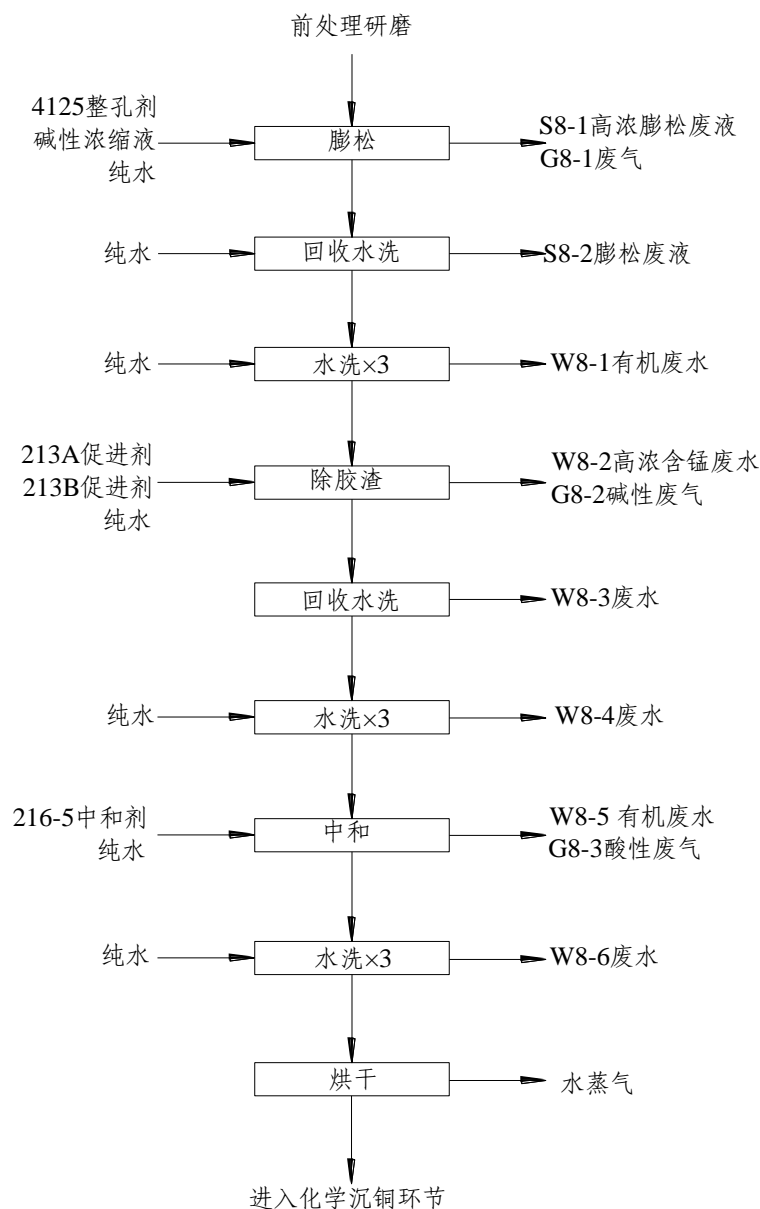 前处理研磨
4125整孔剂
碱性浓缩液
纯水
膨松
S8-1高浓膨松废液
G8-1废气
纯水
回收水洗
S8-2膨松废液
纯水
水洗×3
W8-1有机废水
213A促进剂
213B促进剂
纯水
除胶渣
W8-2高浓含锰废水
G8-2碱性废气
回收水洗
W8-3废水
纯水
水洗×3
W8-4废水
216-5中和剂
纯水
中和
W8-5 有机废水
G8-3酸性废气
纯水
水洗×3
W8-6废水
烘干
水蒸气
进入化学沉铜环节